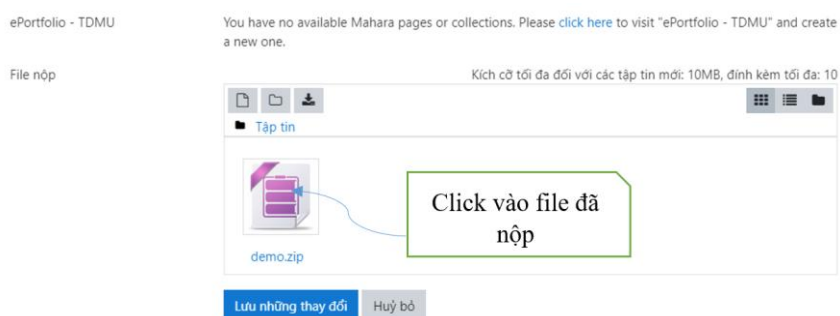 ePortfolio - TDMU
You have no available Mahara pages or collections. Please click here to visit "ePortfolio - TDMU" and create
a new one.
File nộp
Kích cỡ tối đa đối với các tập tin mới: 10MB, đính kèm tối đa: 10
Tập tin
Click vào file đã
nộp
demo.zip
Lưu những thay đổi
Huỷ bỏ